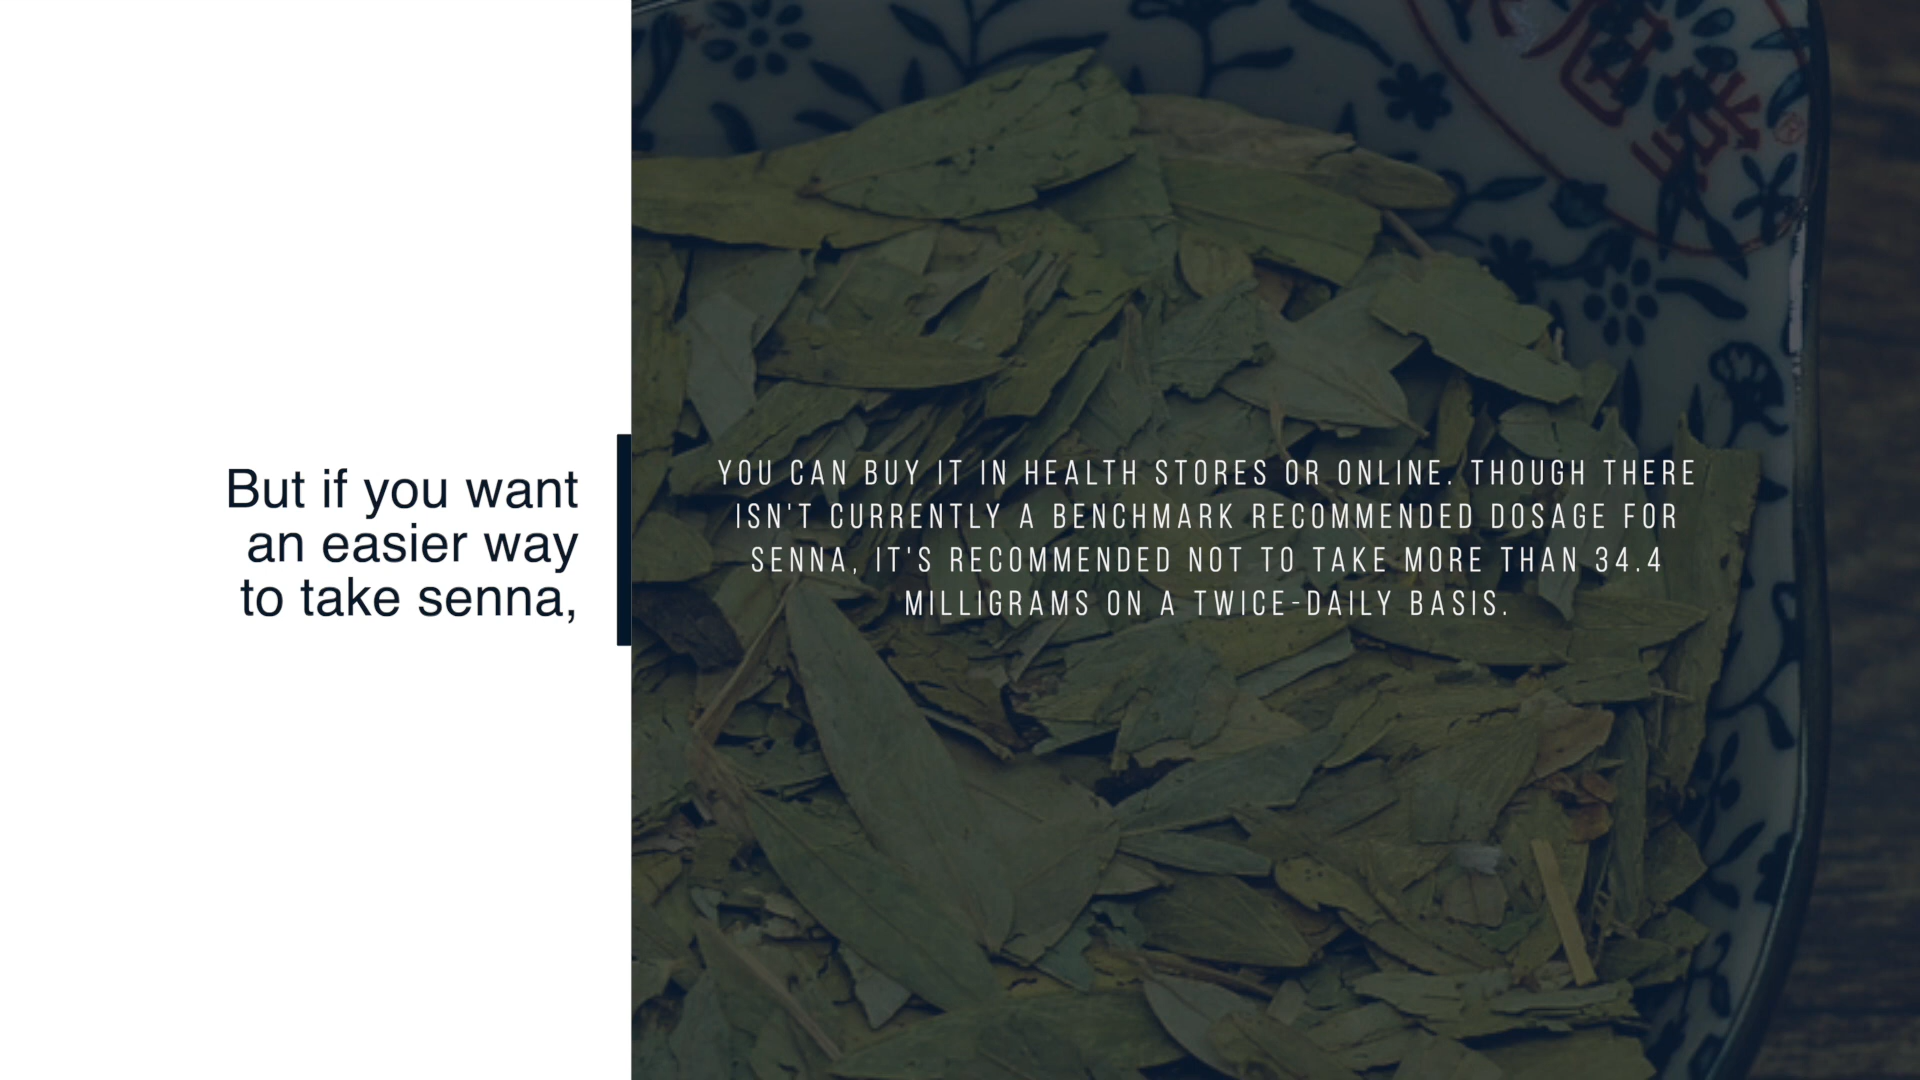 But if you want
an easier way
to take senna,
YOU CAN BUY IT IN HEALTH STORES OR ONLINE. THOUGH THERE
ISN'T CURRENTLY A BENCHMARK RECOMMENDED DOSAGE FOR
SENNA, IT'S RECOMMENDED NOT TO TAKE MORE THAN 34.4
MILLIGRAMS ON A TWICE-DAILY BASIS.